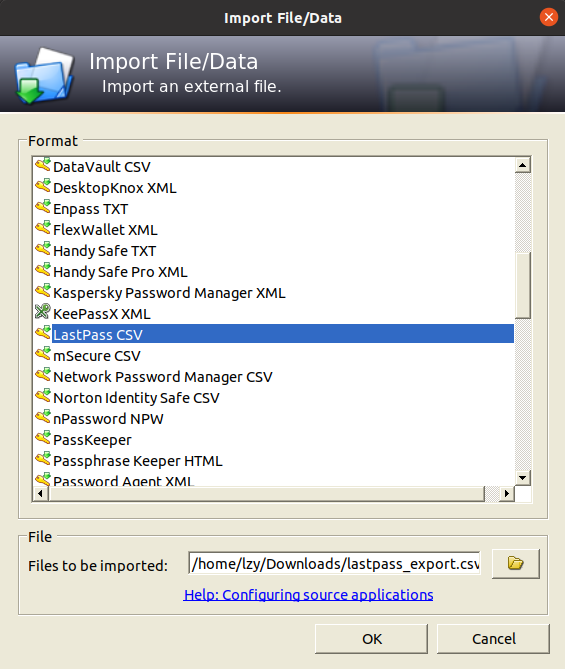 Import File/Data
Import File/Data
Import an external file.
Format
DataVault CSV
DesktopKnox XML
Enpass TXT
FlexWallet XML
Handy Safe TXT
Handy Safe Pro XML
Kaspersky Password Manager XML
KeePassX XML
LastPass CSV
mSecure CSV
Network Password Manager CSV
Norton Identity Safe CSV
nPassword NPW
PassKeeper
Passphrase Keeper HTML
Password Agent XML
File
Files to be imported: /home/lzy/Downloads/lastpass_export.csv
Help: Configuring source applications
OK Cancel